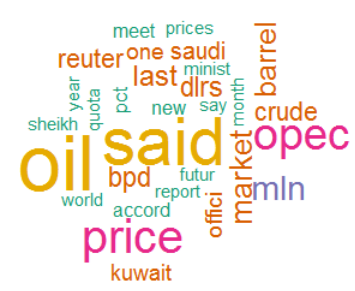 meet prices
reuter one saudi
last minist
dlrs
barrel
year
quota
pct
new say
month
crude
sheikh
said
opec
oil
bpd
futur
market
mln
world
report
accord
offici
price
kuwait